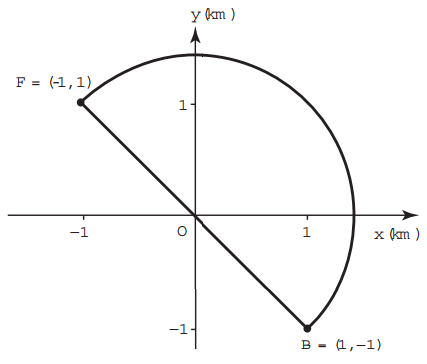 y (km)
F = (-1,1)
1
−1
O
1
x (km)
−1
B = (1,−1)